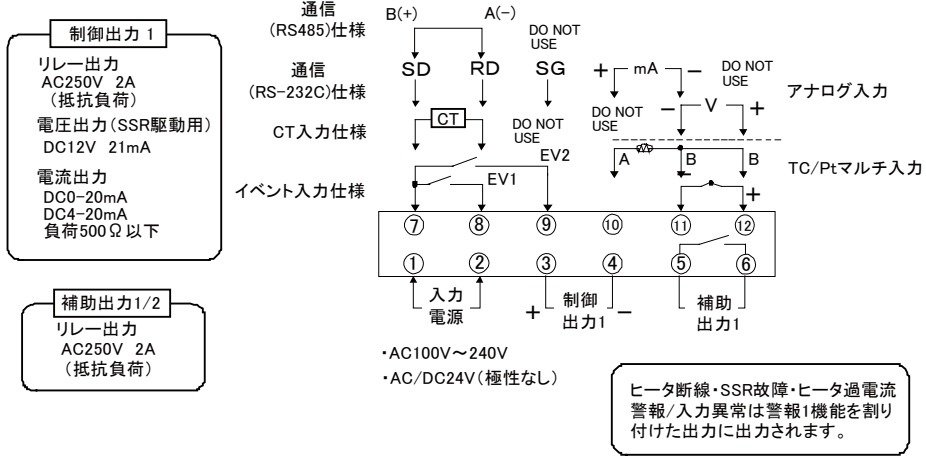 制御出力 1
リレー出力
AC250V 2A
(抵抗負荷)
電圧出力(SSR駆動用)
DC12V 21mA
電流出力
DC0-20mA
DC4-20mA
負荷500Ω以下
補助出力1/2
リレー出力
AC250V 2A
(抵抗負荷)
通信
(RS485)仕様
B(+)
A(−)
DO NOT
USE
通信
(RS-232C)仕様
SD
RD
SG
+
mA
−
DO NOT
USE
アナログ入力
DO NOT
USE
−
V
+
CT入力仕様
CT
DO NOT
USE
A
B
−
B
+
TC/Ptマルチ入力
イベント入力仕様
EV2
EV1
⑦ ⑧ ⑨ ⑩ ⑪ ⑫
① ② ③ ④ ⑤ ⑥
入力
電源
+
制御
出力1
−
補助
出力1
・AC100V～240V
・AC/DC24V(極性なし)
ヒータ断線・SSR故障・ヒータ過電流
警報/入力異常は警報1機能を割り
付けた出力に出力されます。